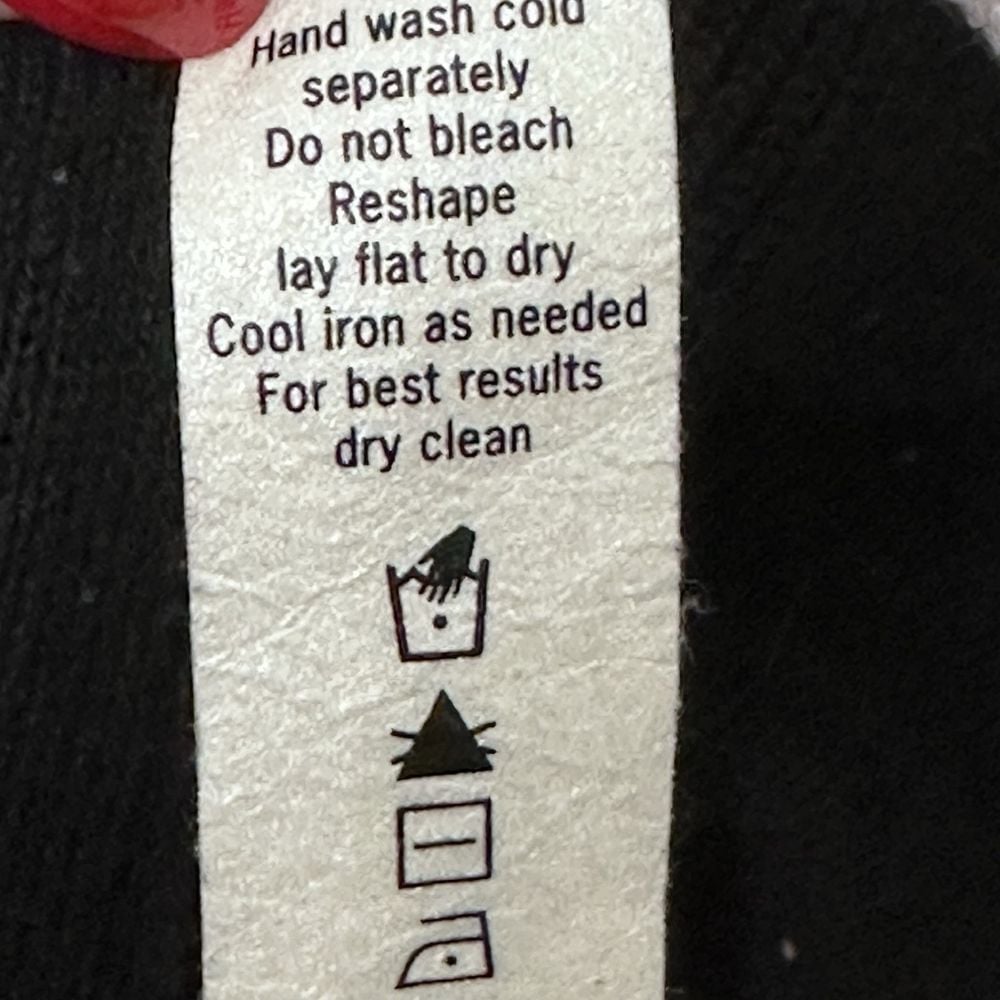 Hand wash cold
separately
Do not bleach
Reshape
lay flat to dry
Cool iron as needed
For best results
dry clean